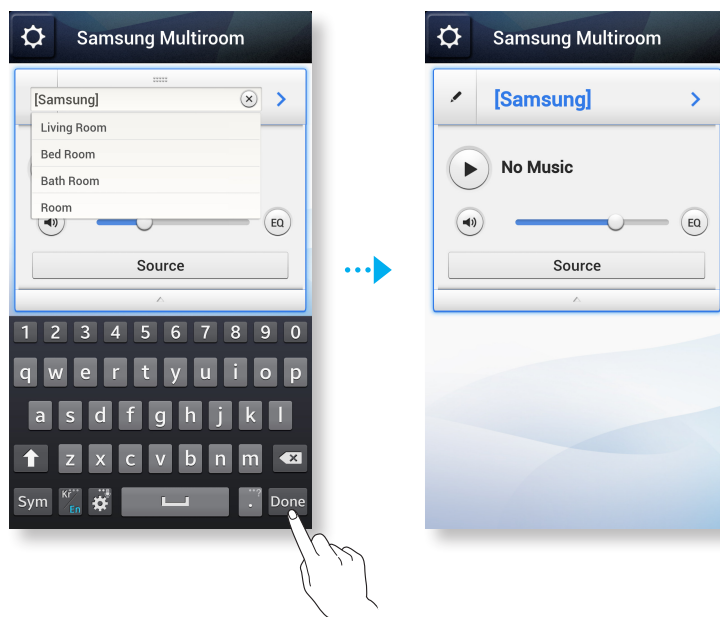 Samsung Multiroom
[Samsung]
Living Room
Bed Room
Bath Room
Room
EQ
Source
1 2 3 4 5 6 7 8 9 0
q w e r t y u i o p
a s d f g h j k l
z x c v b n m
Sym En . Done
Samsung Multiroom
[Samsung]
No Music
EQ
Source